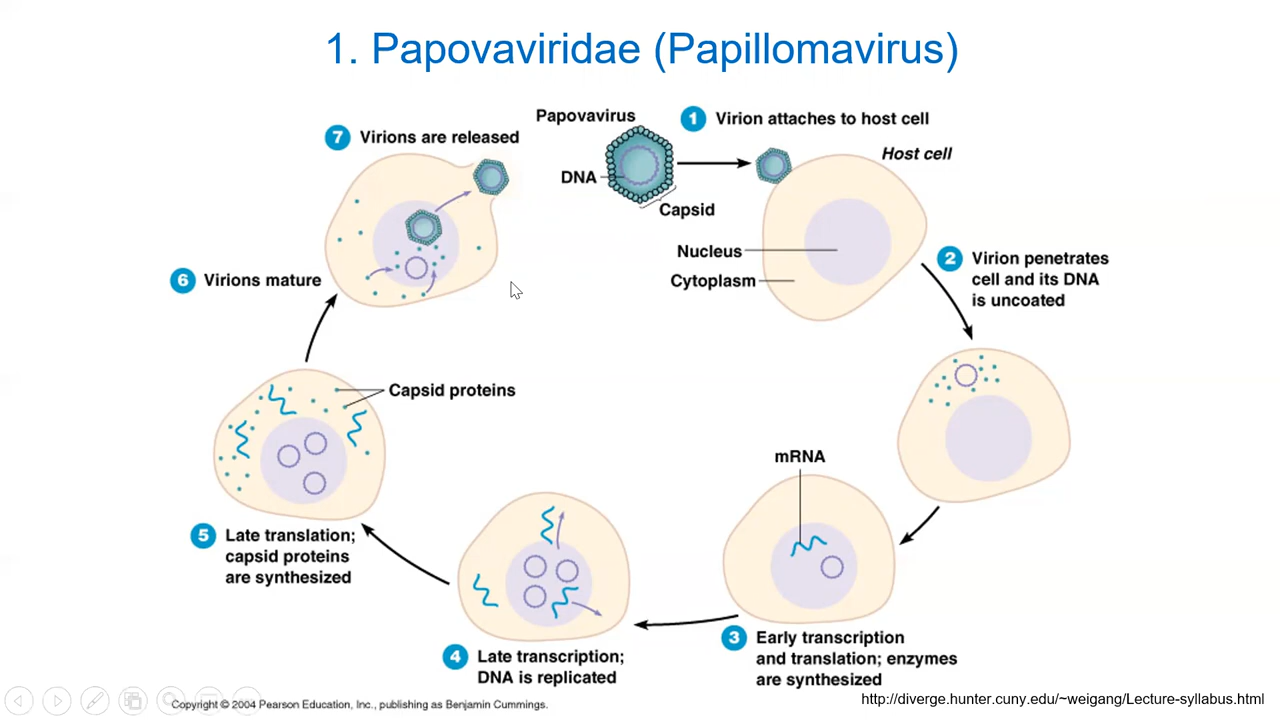 1. Papovaviridae (Papillomavirus)
Papovavirus
DNA
Capsid
1 Virion attaches to host cell
Host cell
Nucleus
Cytoplasm
2 Virion penetrates
cell and its DNA
is uncoated
mRNA
3 Early transcription
and translation; enzymes
are synthesized
4 Late transcription;
DNA is replicated
5 Late translation;
capsid proteins
are synthesized
Capsid proteins
6 Virions mature
7 Virions are released
Copyright © 2004 Pearson Education, Inc., publishing as Benjamin Cummings.
http://diverge.hunter.cuny.edu/~weigang/Lecture-syllabus.html